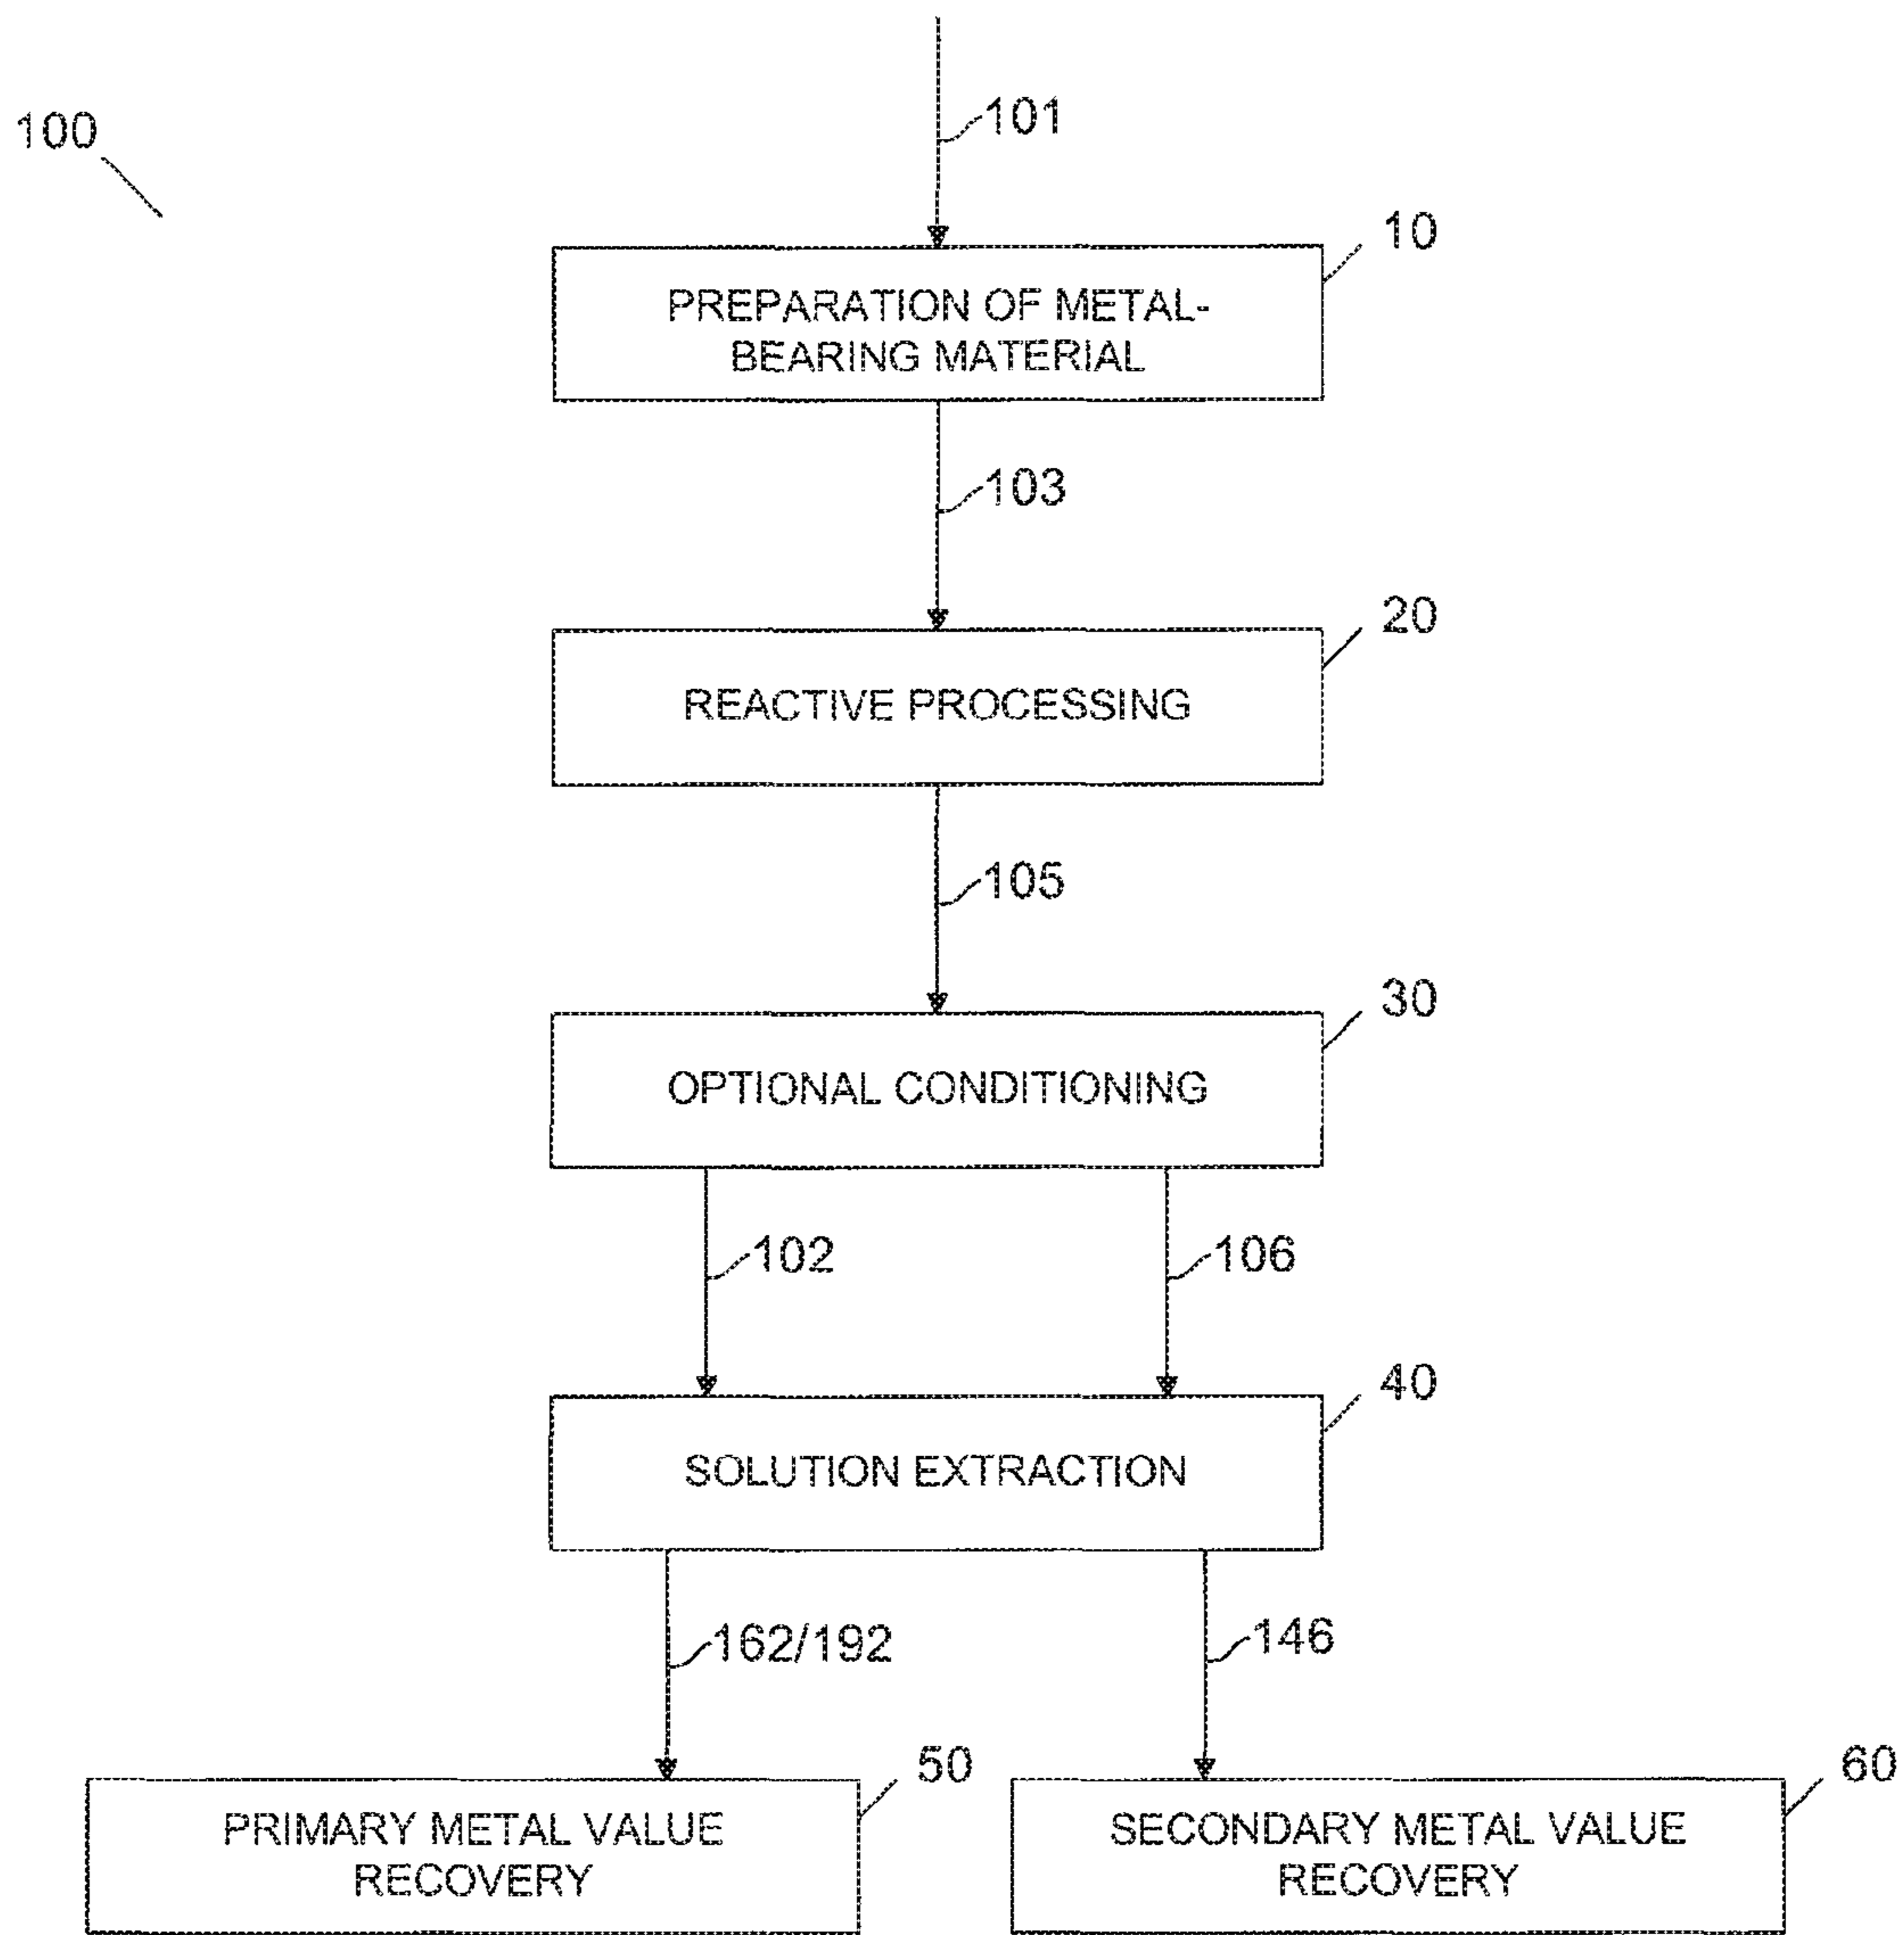 101
100
10
PREPARATION OF METAL-
BEARING MATERIAL
103
20
REACTIVE PROCESSING
105
30
OPTIONAL CONDITIONING
102
106
40
SOLUTION EXTRACTION
162/192
146
50
60
PRIMARY METAL VALUE
RECOVERY
SECONDARY METAL VALUE
RECOVERY